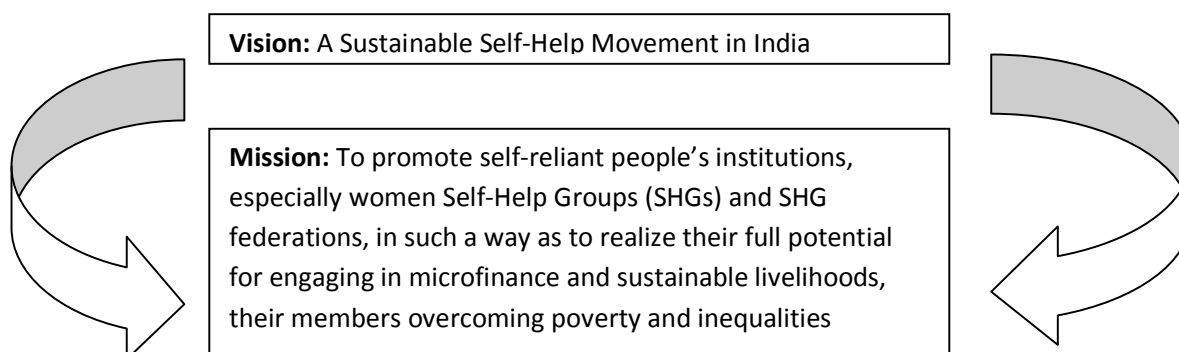 Vision: A Sustainable Self-Help Movement in India
Mission: To promote self-reliant people’s institutions,
especially women Self-Help Groups (SHGs) and SHG
federations, in such a way as to realize their full potential
for engaging in microfinance and sustainable livelihoods,
their members overcoming poverty and inequalities